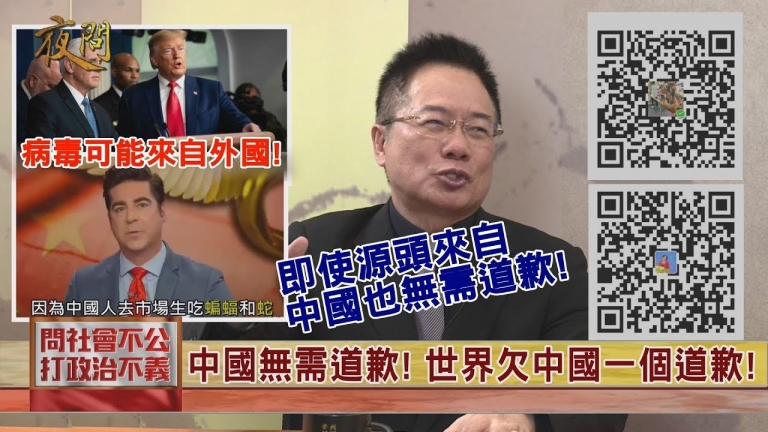 夜問
病毒可能來自外國!
因為中國人去市場生吃蝙蝠和蛇
即使源頭來自
中國也無需道歉!
問社會不公
打政治不義
中國無需道歉! 世界欠中國一個道歉!